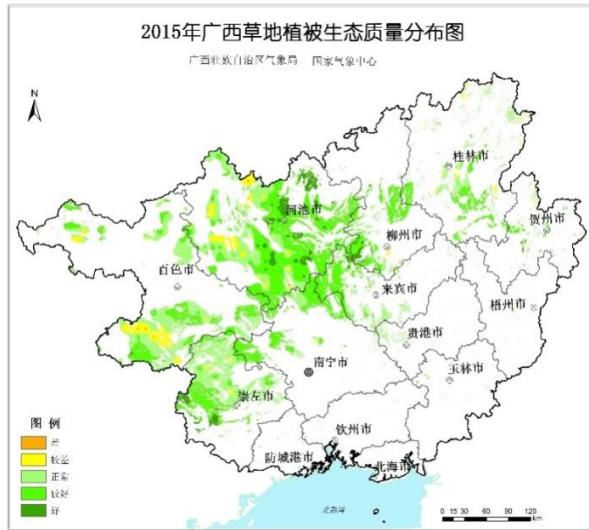 2015年广西草地植被生态质量分布图
广西壮族自治区气象局 国家气象中心
N
桂林市
河池市
贺州市
柳州市
百色市
来宾市
梧州市
贵港市
南宁市
玉林市
崇左市
钦州市
防城港市
北海市
北部湾
图 例
差
较差
正常
较好
好
0 15 30 60 90 120
km